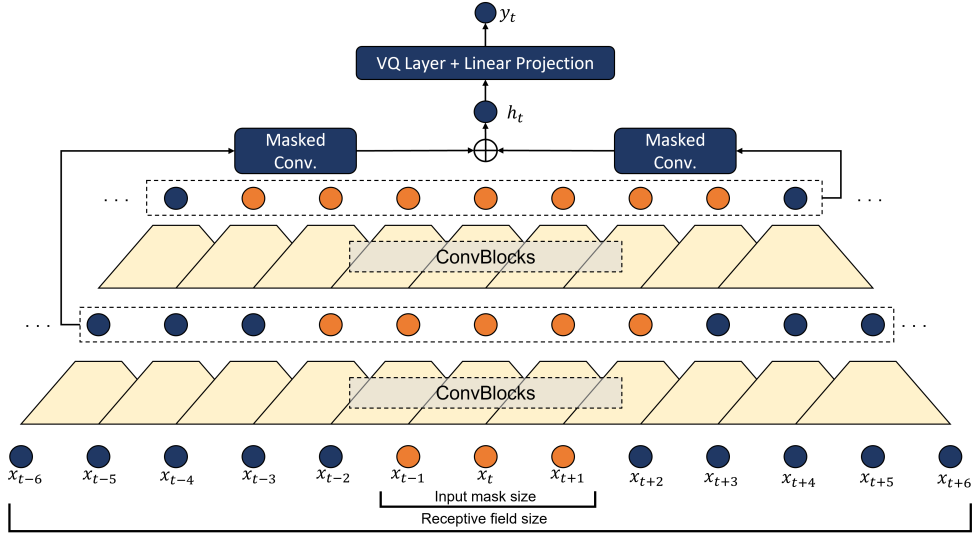 y_t
VQ Layer + Linear Projection
h_t
Masked
Conv.
Masked
Conv.
. . .
. . .
ConvBlocks
. . .
. . .
ConvBlocks
x_{t-6} x_{t-5} x_{t-4} x_{t-3} x_{t-2} x_{t-1} x_t x_{t+1} x_{t+2} x_{t+3} x_{t+4} x_{t+5} x_{t+6}
Input mask size
Receptive field size